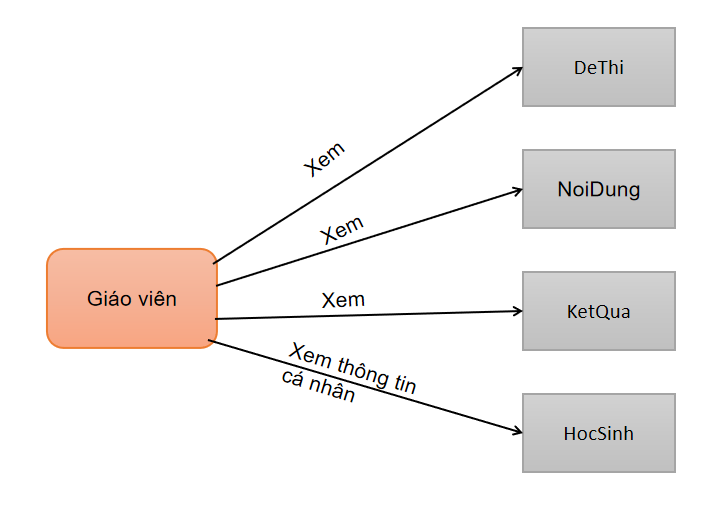 DeThi
Xem
NoiDung
Xem
Giáo viên
Xem
KetQua
Xem thông tin
cá nhân
HocSinh